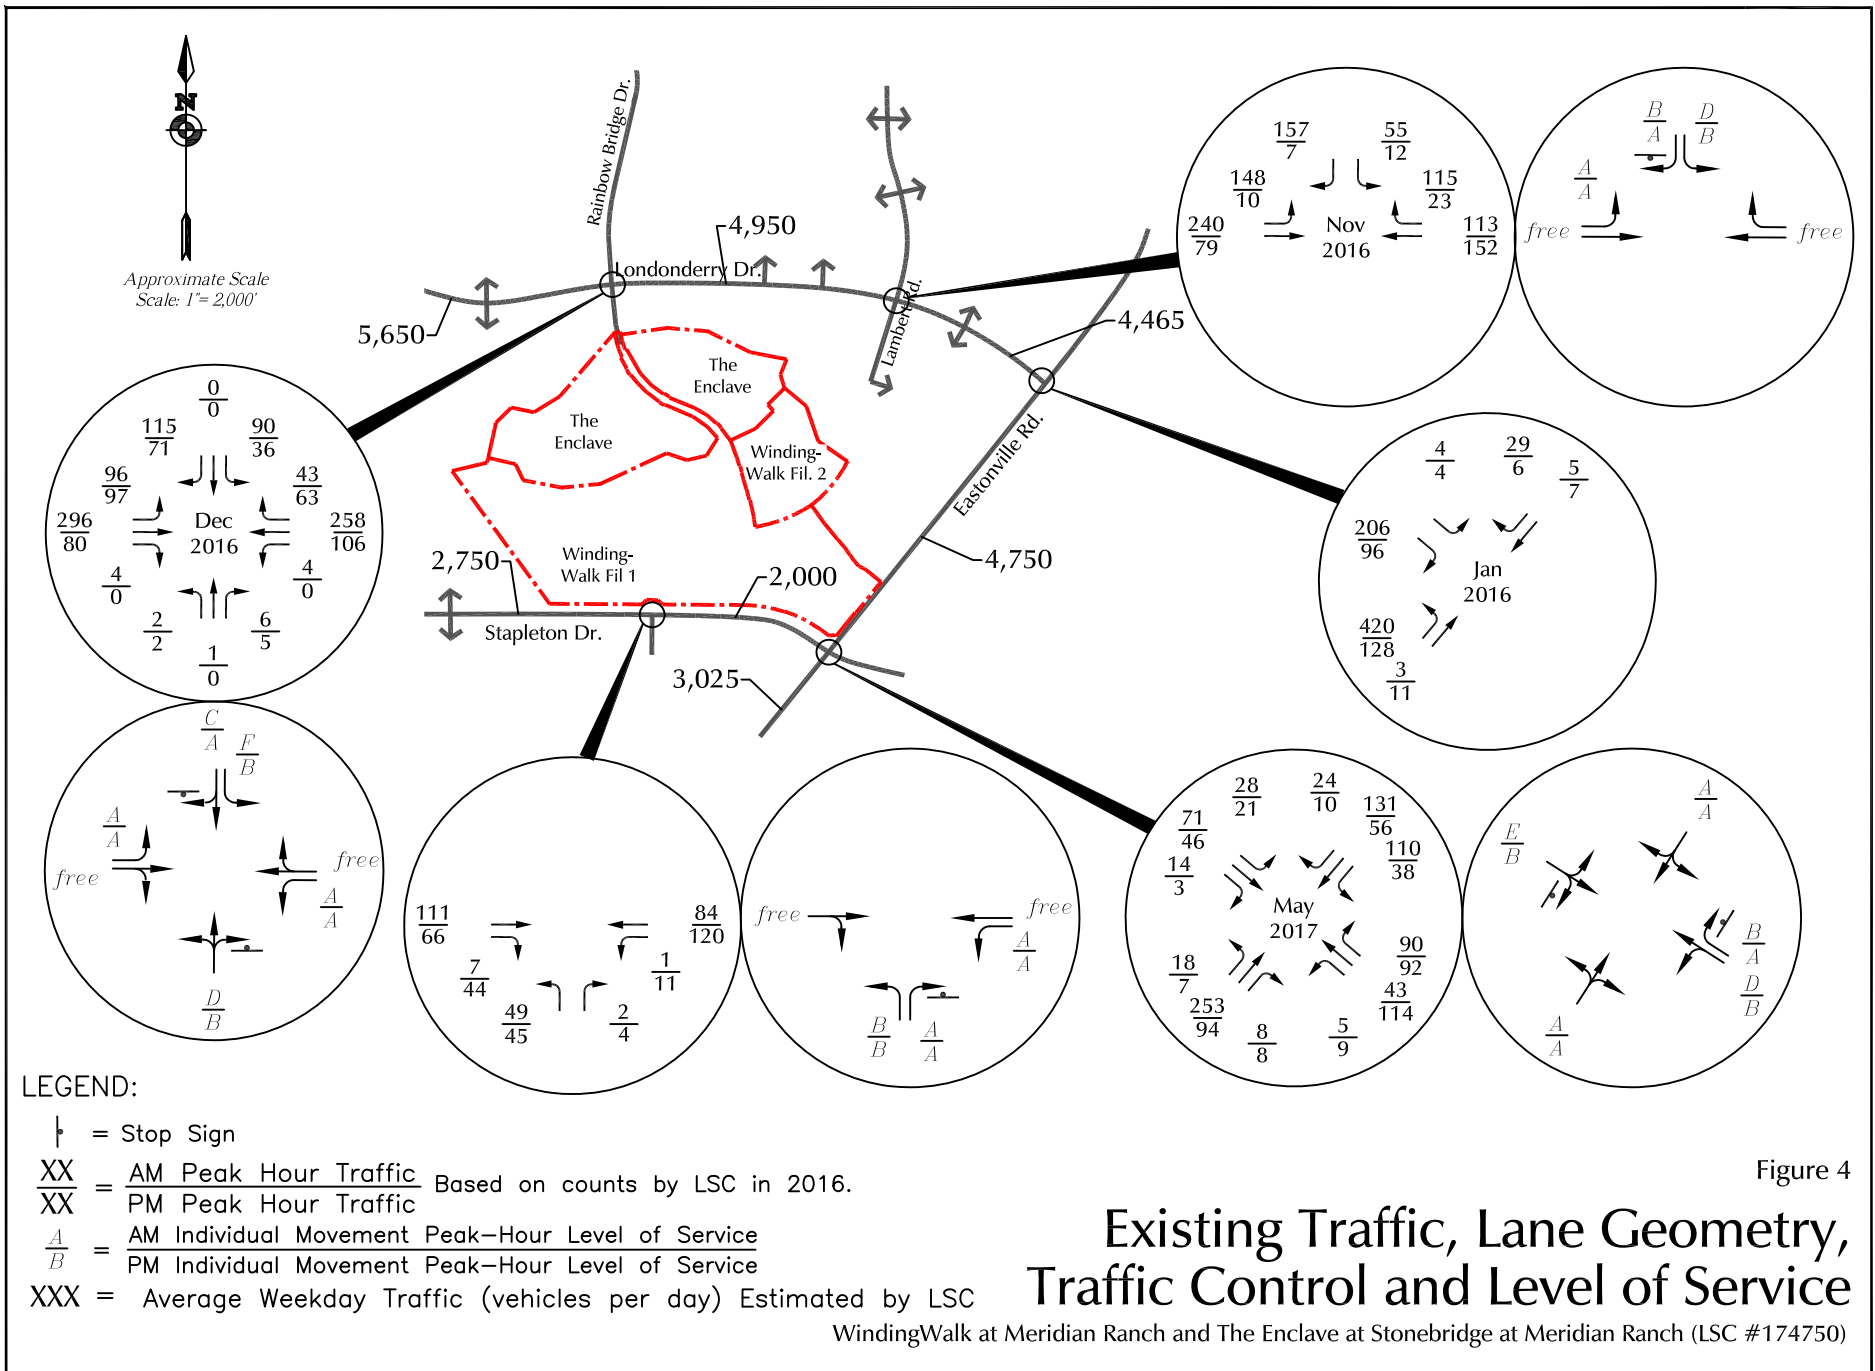 N
Approximate Scale
Scale: 1"= 2,000'
Rainbow Bridge Dr.
Londonderry Dr.
Lambert Rd.
Eastonville Rd.
Stapleton Dr.
4,950
5,650
4,465
4,750
2,750
2,000
3,025
The
Enclave
The
Enclave
Winding-
Walk Fil. 2
Winding-
Walk Fil 1
157
7
55
12
148
10
115
23
240
79
113
152
Nov
2016
B
A
D
B
A
A
free
free
0
0
115
71
90
36
96
97
43
63
296
80
258
106
Dec
2016
4
0
4
0
2
2
6
5
1
0
4
4
29
6
5
7
206
96
Jan
2016
420
128
3
11
C
A
F
B
A
A
free
free
A
A
D
B
111
66
84
120
7
44
1
11
49
45
2
4
free
free
A
A
B
B
A
A
28
21
24
10
71
46
131
56
14
3
110
38
May
2017
18
7
90
92
253
94
43
114
8
8
5
9
A
A
E
B
B
A
D
B
A
A
LEGEND:
= Stop Sign
XX
XX
=
AM Peak Hour Traffic
PM Peak Hour Traffic
Based on counts by LSC in 2016.
A
B
=
AM Individual Movement Peak-Hour Level of Service
PM Individual Movement Peak-Hour Level of Service
XXX = Average Weekday Traffic (vehicles per day) Estimated by LSC
Figure 4
Existing Traffic, Lane Geometry,
Traffic Control and Level of Service
WindingWalk at Meridian Ranch and The Enclave at Stonebridge at Meridian Ranch (LSC #174750)